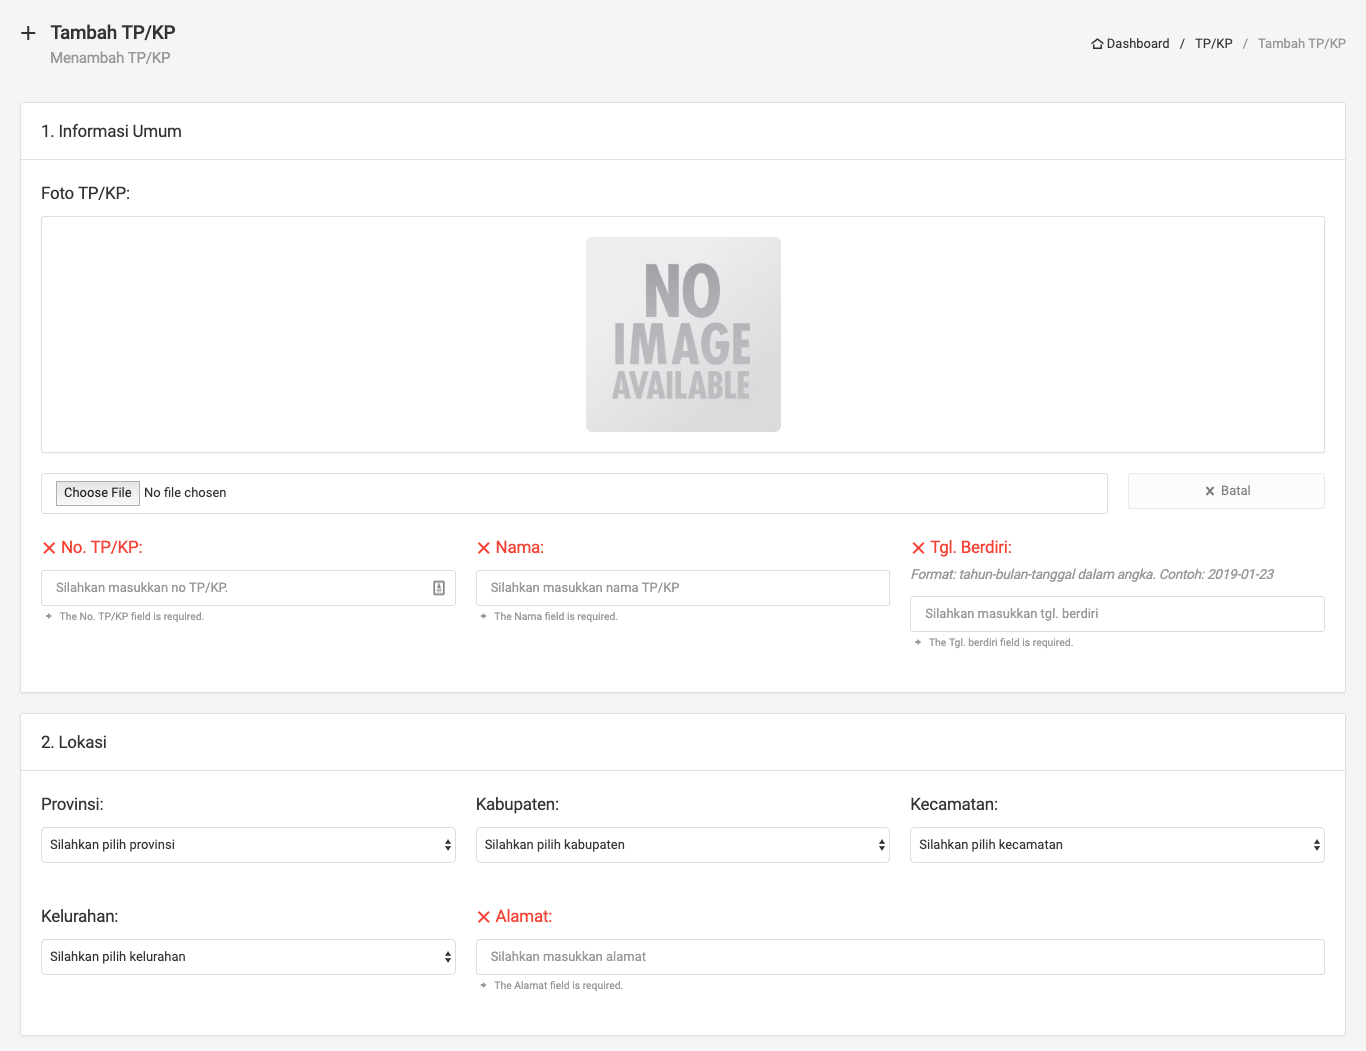 Tambah TP/KP
Menambah TP/KP
Dashboard / TP/KP / Tambah TP/KP
1. Informasi Umum
Foto TP/KP:
NO
IMAGE
AVAILABLE
Choose File No file chosen
Batal
No. TP/KP:
Silahkan masukkan no TP/KP.
The No. TP/KP field is required.
Nama:
Silahkan masukkan nama TP/KP
The Nama field is required.
Tgl. Berdiri:
Format: tahun-bulan-tanggal dalam angka. Contoh: 2019-01-23
Silahkan masukkan tgl. berdiri
The Tgl. berdiri field is required.
2. Lokasi
Provinsi:
Silahkan pilih provinsi
Kabupaten:
Silahkan pilih kabupaten
Kecamatan:
Silahkan pilih kecamatan
Kelurahan:
Silahkan pilih kelurahan
Alamat:
Silahkan masukkan alamat
The Alamat field is required.